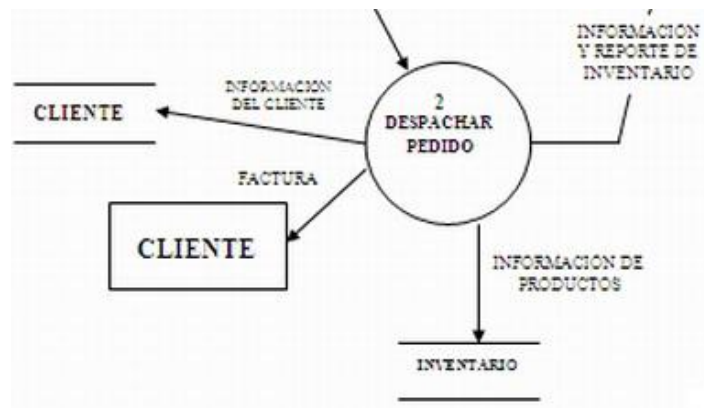 INFORMACION
Y REPORTE DE
INVENTARIO
INFORMACION
DEL CLIENTE
CLIENTE
2
DESPACHAR
PEDIDO
FACTURA
CLIENTE
INFORMACION DE
PRODUCTOS
INVENTARIO